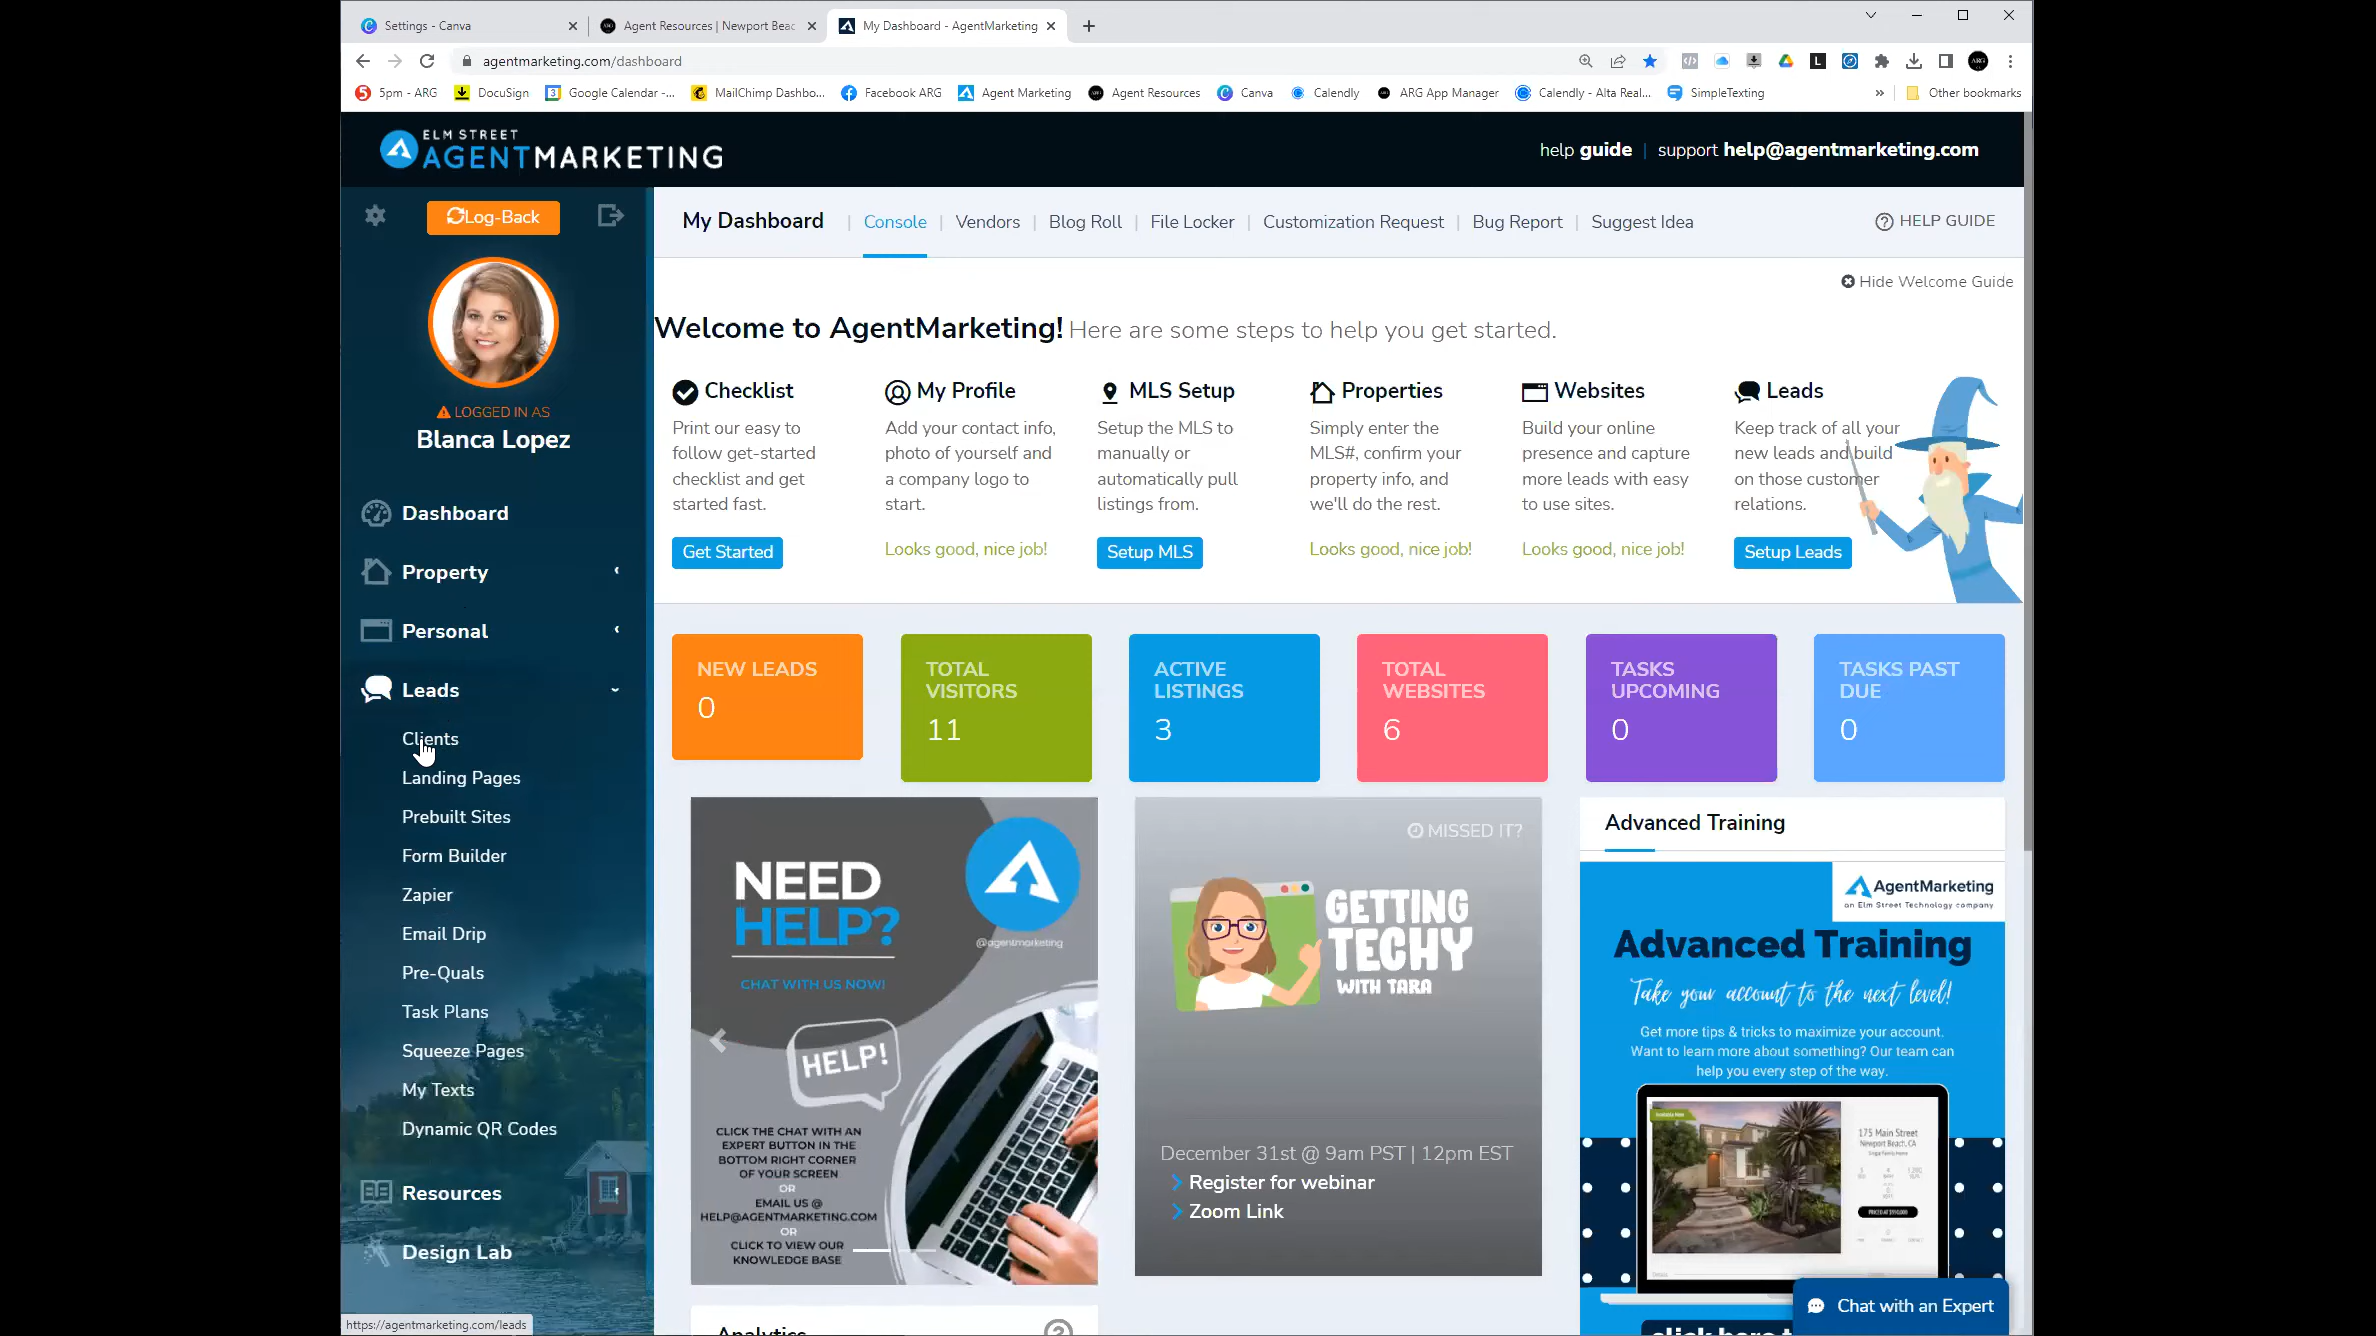 Settings - Canva
Agent Resources | Newport Beac
My Dashboard - AgentMarketing
agentmarketing.com/dashboard
5pm - ARG
DocuSign
Google Calendar -...
MailChimp Dashbo...
Facebook ARG
Agent Marketing
Agent Resources
Canva
Calendly
ARG App Manager
Calendly - Alta Real...
SimpleTexting
»
Other bookmarks
ELM STREET
AGENTMARKETING
help guide | support help@agentmarketing.com
Log-Back
LOGGED IN AS
Blanca Lopez
Dashboard
Property
Personal
Leads
Clients
Landing Pages
Prebuilt Sites
Form Builder
Zapier
Email Drip
Pre-Quals
Task Plans
Squeeze Pages
My Texts
Dynamic QR Codes
Resources
Design Lab
https://agentmarketing.com/leads
My Dashboard | Console | Vendors | Blog Roll | File Locker | Customization Request | Bug Report | Suggest Idea
HELP GUIDE
Hide Welcome Guide
Welcome to AgentMarketing! Here are some steps to help you get started.
Checklist
Print our easy to
follow get-started
checklist and get
started fast.
Get Started
My Profile
Add your contact info,
photo of yourself and
a company logo to
start.
Looks good, nice job!
MLS Setup
Setup the MLS to
manually or
automatically pull
listings from.
Setup MLS
Properties
Simply enter the
MLS#, confirm your
property info, and
we'll do the rest.
Looks good, nice job!
Websites
Build your online
presence and capture
more leads with easy
to use sites.
Looks good, nice job!
Leads
Keep track of all your
new leads and build
on those customer
relations.
Setup Leads
NEW LEADS
0
TOTAL
VISITORS
11
ACTIVE
LISTINGS
3
TOTAL
WEBSITES
6
TASKS
UPCOMING
0
TASKS PAST
DUE
0
NEED
HELP?
@agentmarketing
CHAT WITH US NOW!
HELP!
CLICK THE CHAT WITH AN
EXPERT BUTTON IN THE
BOTTOM RIGHT CORNER
OF YOUR SCREEN
OR
EMAIL US @
HELP@AGENTMARKETING.COM
OR
CLICK TO VIEW OUR
KNOWLEDGE BASE
Analytics
MISSED IT?
GETTING
TECHY
WITH TARA
December 31st @ 9am PST | 12pm EST
Register for webinar
Zoom Link
Advanced Training
AgentMarketing
an Elm Street Technology company
Advanced Training
Take your account to the next level!
Get more tips & tricks to maximize your account.
Want to learn more about something? Our team can
help you every step of the way.
175 Main Street
Newport Beach, CA
Chat with an Expert
click here t